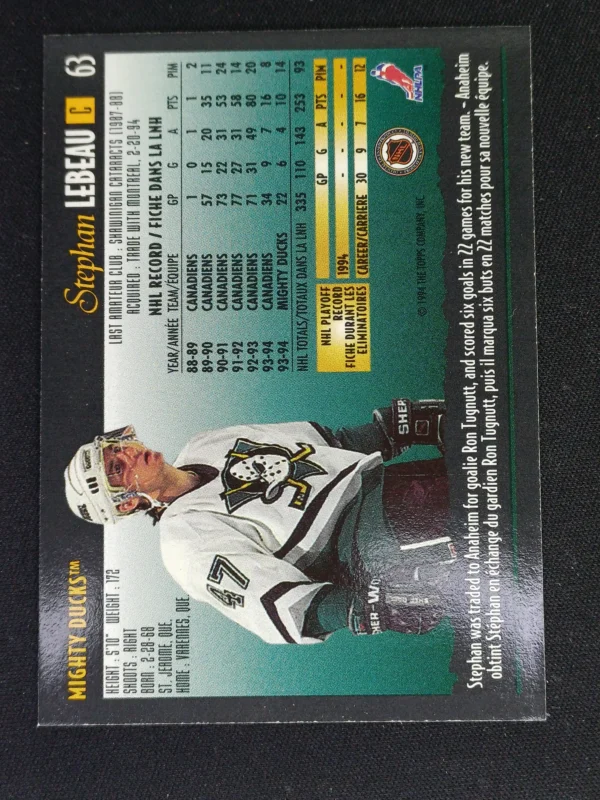 MIGHTY DUCKS™
Stephan LEBEAU C 63
HEIGHT : 5'10" WEIGHT : 172
SHOOTS : RIGHT
BORN : 2-28-68
ST. JEROME, QUE.
HOME : VARENNES, QUE.
LAST AMATEUR CLUB : SHAWINIGAN CATARACTS (1987-88)
ACQUIRED : TRADE WITH MONTREAL, 2-20-94
NHL RECORD / FICHE DANS LA LNH
YEAR/ANNÉE TEAM/ÉQUIPE GP G A PTS PIM
88-89 CANADIENS 1 0 1 1 2
89-90 CANADIENS 57 15 20 35 11
90-91 CANADIENS 73 22 31 53 24
91-92 CANADIENS 77 27 31 58 14
92-93 CANADIENS 71 31 49 80 20
93-94 CANADIENS 34 9 7 16 8
93-94 MIGHTY DUCKS 22 6 4 10 14
NHL TOTALS/TOTAUX DANS LA LNH 335 110 143 253 93
NHL PLAYOFF
RECORD
FICHE DURANT LES
ELIMINATOIRES
GP G A PTS PIM
1994 - - - - -
CAREER/CARRIÈRE 30 9 7 16 12
47
SHER
HER-W
NHL
NHLPA
© 1994 THE TOPPS COMPANY, INC.
Stephan was traded to Anaheim for goalie Ron Tugnutt, and scored six goals in 22 games for his new team. - Anaheim
obtint Stéphan en échange du gardien Ron Tugnutt, puis il marqua six buts en 22 matches pour sa nouvelle équipe.